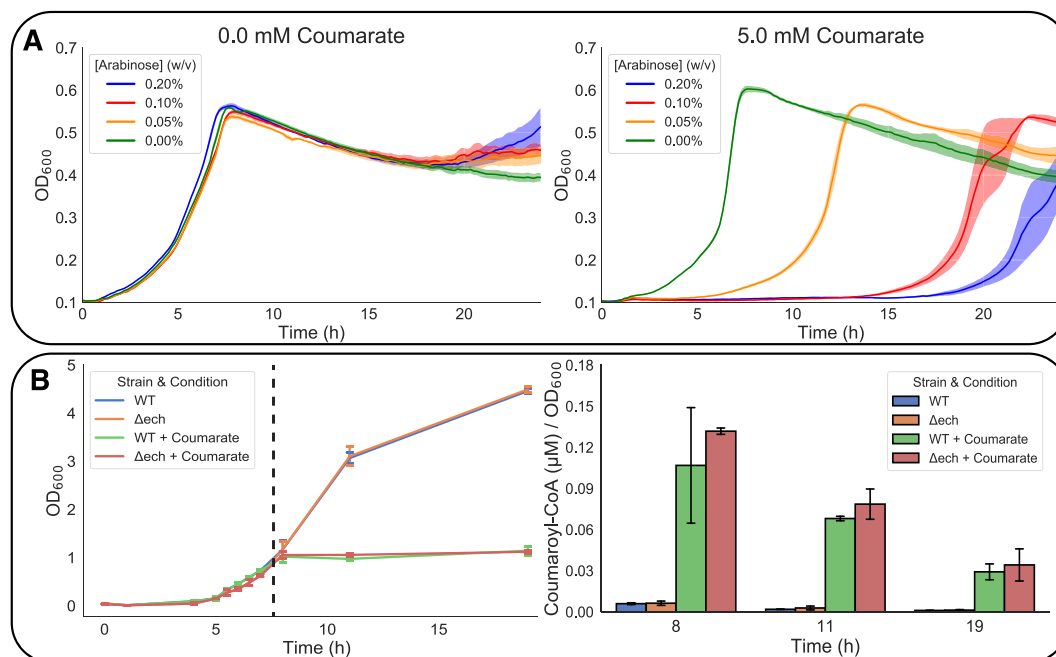 A
0.0 mM Coumarate
OD600
0.7
0.6
0.5
0.4
0.3
0.2
0.1
[Arabinose] (w/v)
0.20%
0.10%
0.05%
0.00%
0 5 10 15 20
Time (h)
5.0 mM Coumarate
OD600
0.7
0.6
0.5
0.4
0.3
0.2
0.1
[Arabinose] (w/v)
0.20%
0.10%
0.05%
0.00%
0 5 10 15 20
Time (h)
B
OD600
5
4
3
2
1
0
Strain & Condition
WT
Δech
WT + Coumarate
Δech + Coumarate
0 5 10 15
Time (h)
Coumaroyl-CoA (μM) / OD600
0.18
0.15
0.12
0.09
0.06
0.03
0.00
Strain & Condition
WT
Δech
WT + Coumarate
Δech + Coumarate
8 11 19
Time (h)